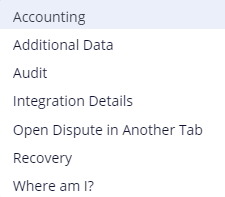 Accounting
Additional Data
Audit
Integration Details
Open Dispute in Another Tab
Recovery
Where am I?